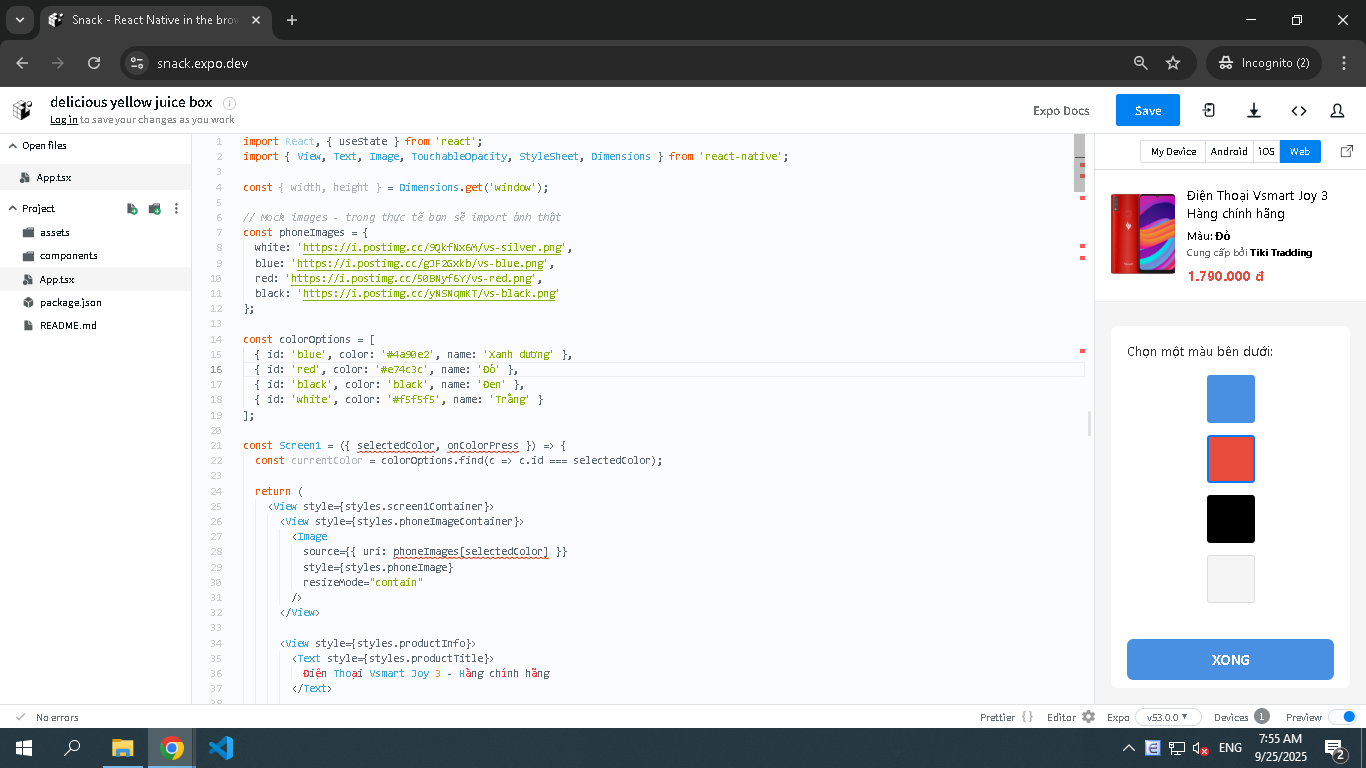 Snack - React Native in the brow
snack.expo.dev
Incognito (2)
delicious yellow juice box
Log in to save your changes as you work
Expo Docs
Save
Open files
App.tsx
Project
assets
components
App.tsx
package.json
README.md
1 import React, { useState } from 'react';
2 import { View, Text, Image, TouchableOpacity, StyleSheet, Dimensions } from 'react-native';
3
4 const { width, height } = Dimensions.get('window');
5
6 // Mock images - trong thực tế bạn sẽ import ảnh thật
7 const phoneImages = {
8 white: 'https://i.postimg.cc/9QkfNx6M/vs-silver.png',
9 blue: 'https://i.postimg.cc/gJF2Gxkb/vs-blue.png',
10 red: 'https://i.postimg.cc/50BNyf6Y/vs-red.png',
11 black: 'https://i.postimg.cc/yNSNqmKT/vs-black.png'
12 };
13
14 const colorOptions = [
15 { id: 'blue', color: '#4a90e2', name: 'Xanh dương' },
16 { id: 'red', color: '#e74c3c', name: 'Đỏ' },
17 { id: 'black', color: 'black', name: 'Đen' },
18 { id: 'white', color: '#f5f5f5', name: 'Trắng' }
19 ];
20
21 const Screen1 = ({ selectedColor, onColorPress }) => {
22 const currentColor = colorOptions.find(c => c.id === selectedColor);
23
24 return (
25 <View style={styles.screen1Container}>
26 <View style={styles.phoneImageContainer}>
27 <Image
28 source={{ uri: phoneImages[selectedColor] }}
29 style={styles.phoneImage}
30 resizeMode="contain"
31 />
32 </View>
33
34 <View style={styles.productInfo}>
35 <Text style={styles.productTitle}>
36 Điện Thoại Vsmart Joy 3 - Hàng chính hãng
37 </Text>
38
My Device
Android
iOS
Web
Điện Thoại Vsmart Joy 3
Hàng chính hãng
Màu: Đỏ
Cung cấp bởi Tiki Tradding
1.790.000 đ
Chọn một màu bên dưới:
XONG
No errors
Prettier
Editor
Expo
v53.0.0
Devices
1
Preview
ENG
7:55 AM
9/25/2025
2